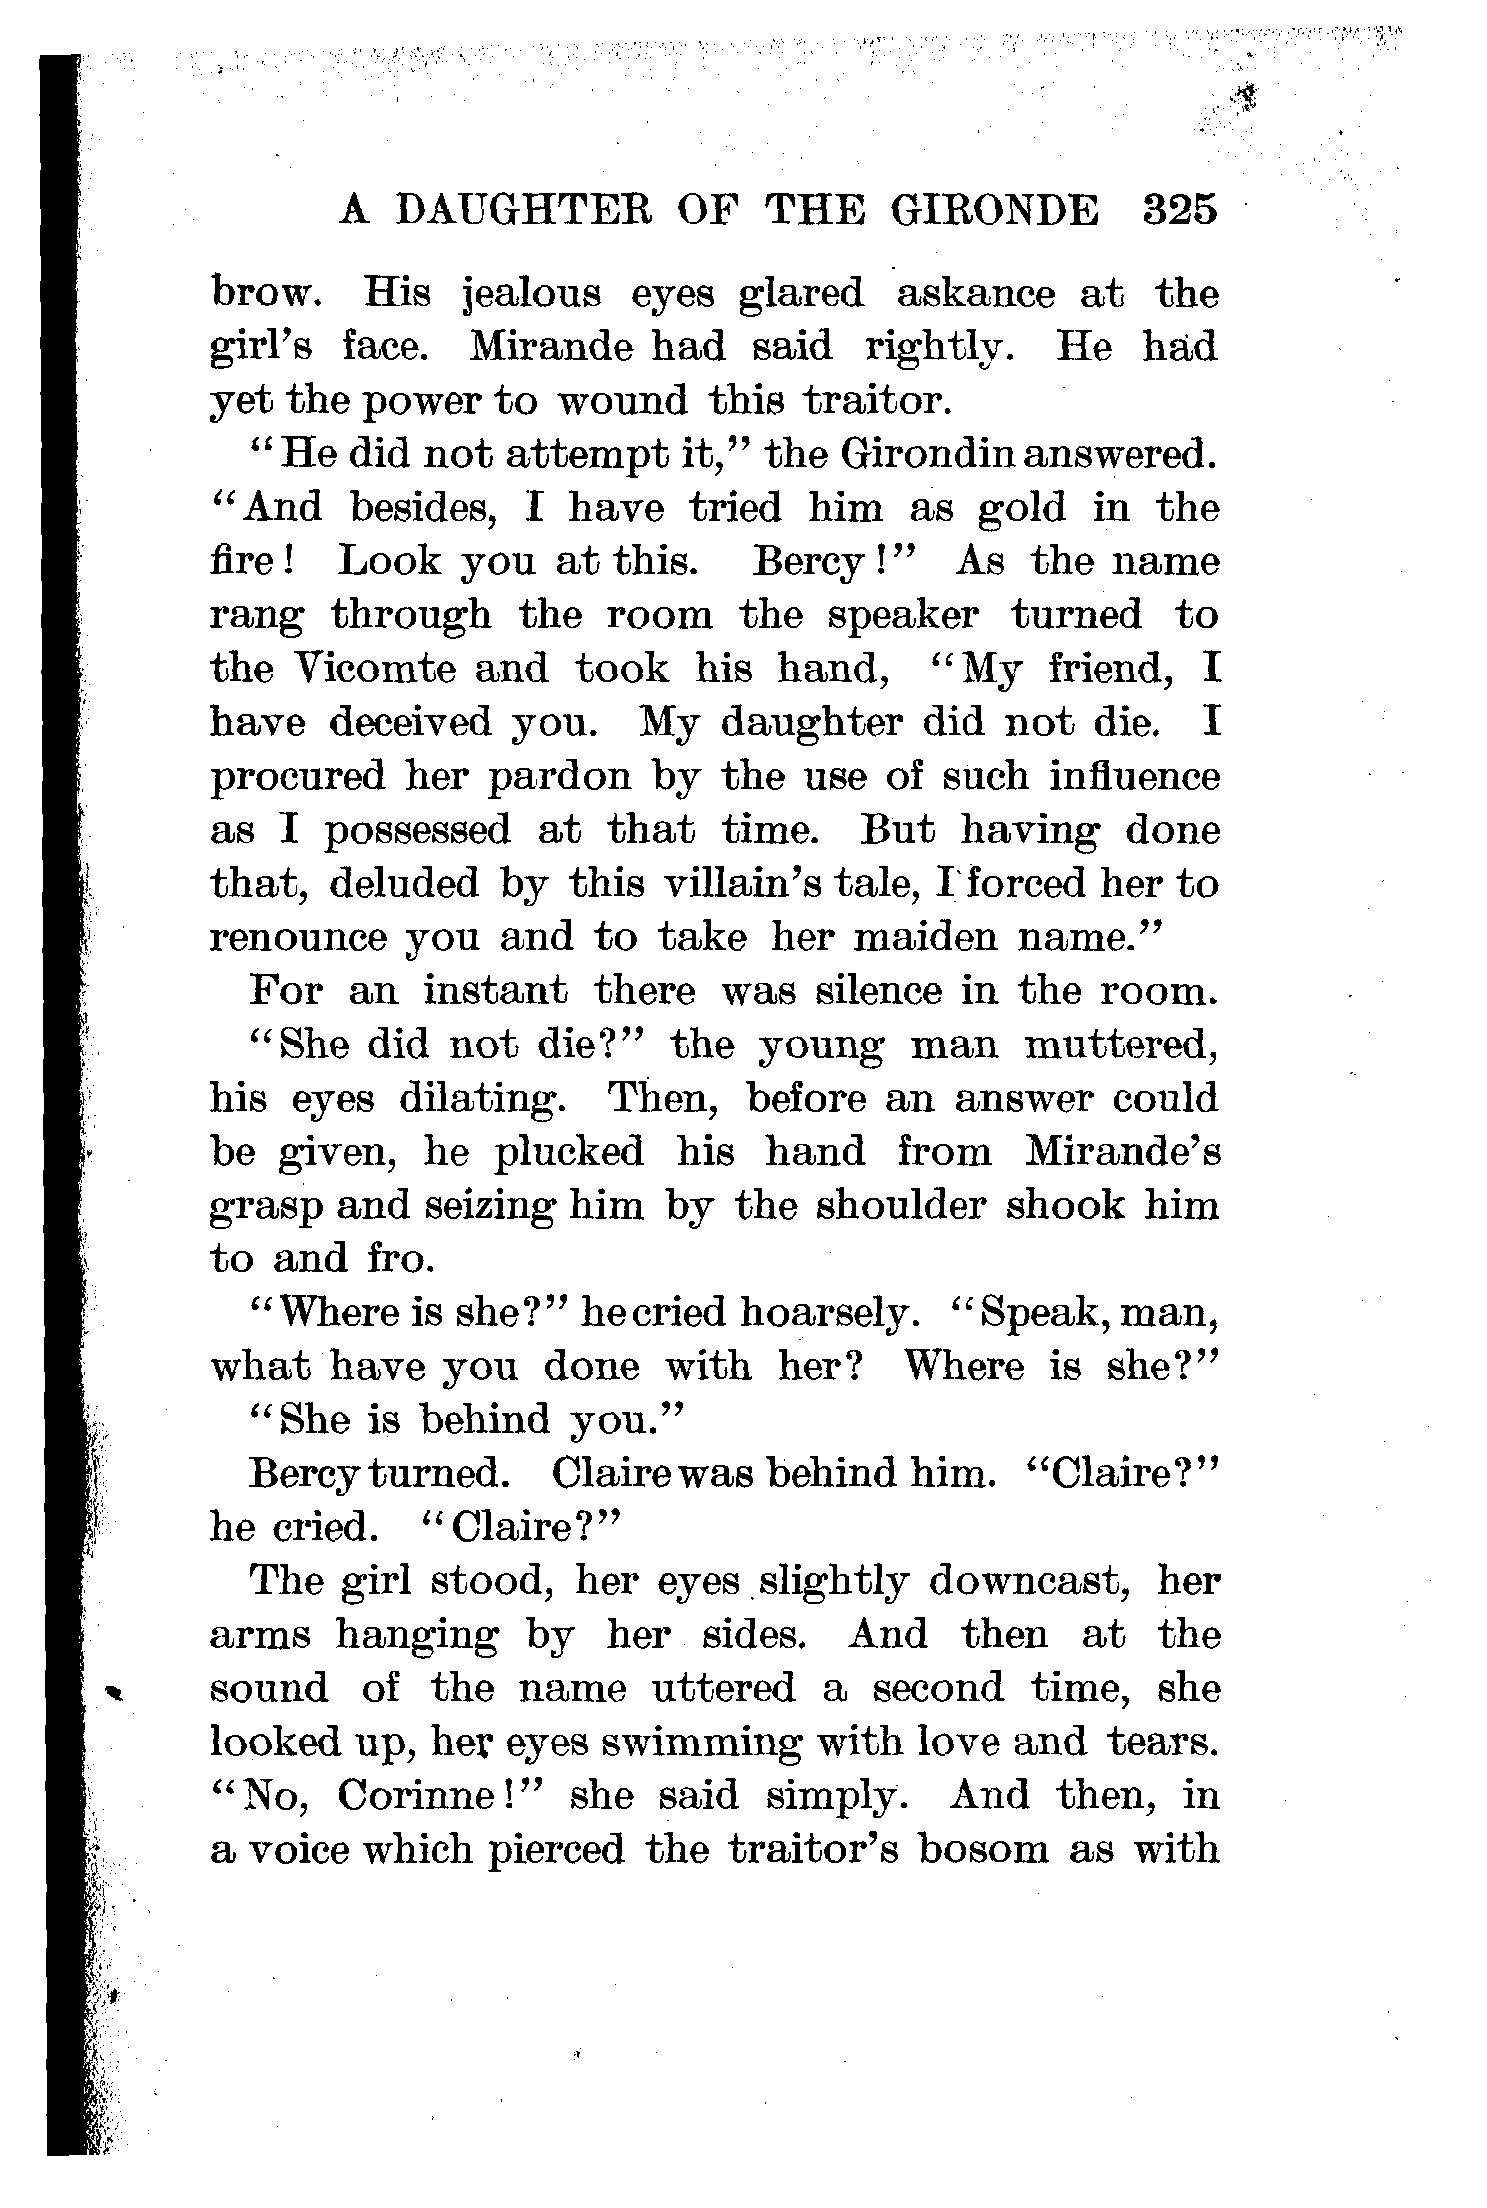 A DAUGHTER OF THE GIRONDE 325
brow. His jealous eyes glared askance at the
girl's face. Mirande had said rightly. He had
yet the power to wound this traitor.
"He did not attempt it," the Girondin answered.
"And besides, I have tried him as gold in the
fire! Look you at this. Bercy!" As the name
rang through the room the speaker turned to
the Vicomte and took his hand, "My friend, I
have deceived you. My daughter did not die. I
procured her pardon by the use of such influence
as I possessed at that time. But having done
that, deluded by this villain's tale, I forced her to
renounce you and to take her maiden name."
For an instant there was silence in the room.
"She did not die?" the young man muttered,
his eyes dilating. Then, before an answer could
be given, he plucked his hand from Mirande's
grasp and seizing him by the shoulder shook him
to and fro.
"Where is she?" he cried hoarsely. "Speak, man,
what have you done with her? Where is she?"
"She is behind you."
Bercy turned. Claire was behind him. "Claire?"
he cried. "Claire?"
The girl stood, her eyes slightly downcast, her
arms hanging by her sides. And then at the
sound of the name uttered a second time, she
looked up, her eyes swimming with love and tears.
"No, Corinne!" she said simply. And then, in
a voice which pierced the traitor's bosom as with